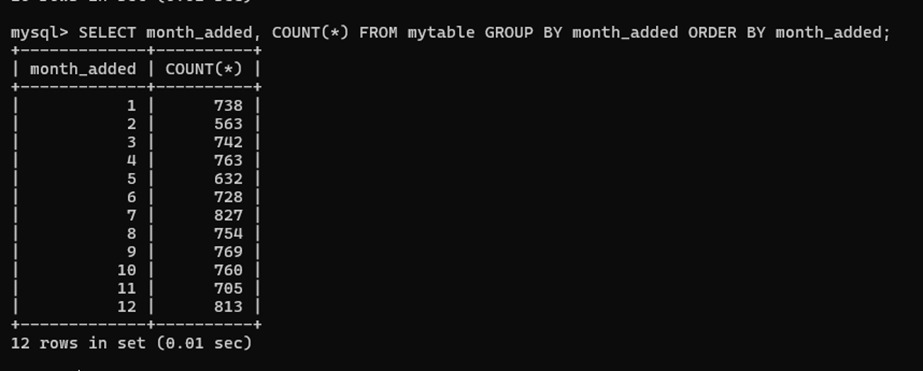 mysql> SELECT month_added, COUNT(*) FROM mytable GROUP BY month_added ORDER BY month_added;
+-------------+----------+
| month_added | COUNT(*) |
+-------------+----------+
|           1 |      738 |
|           2 |      563 |
|           3 |      742 |
|           4 |      763 |
|           5 |      632 |
|           6 |      728 |
|           7 |      827 |
|           8 |      754 |
|           9 |      769 |
|          10 |      760 |
|          11 |      705 |
|          12 |      813 |
+-------------+----------+
12 rows in set (0.01 sec)